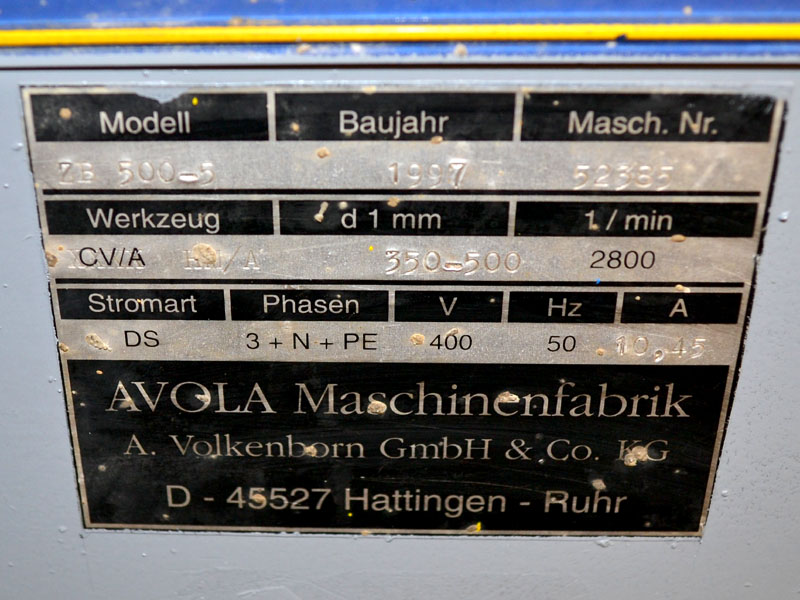 Modell Baujahr Masch. Nr.
ZB 500-5 1997 52385
Werkzeug d 1 mm 1 / min
CV/A 350-500 2800
Stromart Phasen V Hz A
DS 3 + N + PE 400 50 10,45
AVOLA Maschinenfabrik
A. Volkenborn GmbH & Co. KG
D - 45527 Hattingen - Ruhr